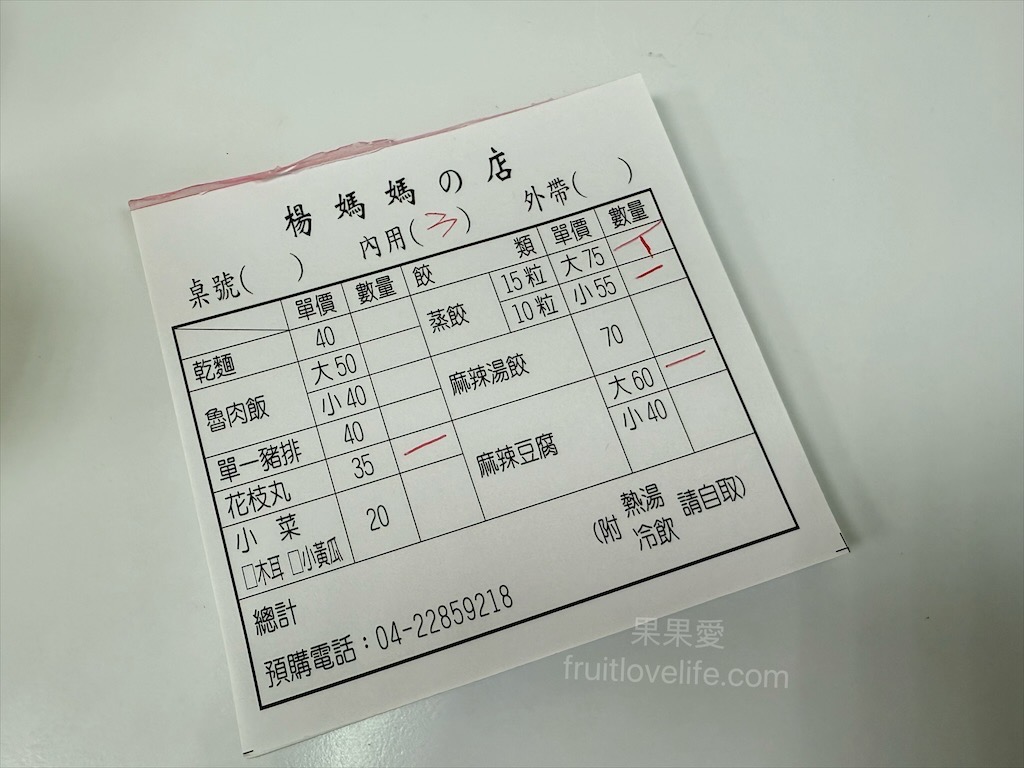 楊媽媽の店
桌號(　) 內用(3) 外帶(　)
單價 數量 餃類 單價 數量
乾麵 40
魯肉飯 大50
小40
單一豬排 40
花枝丸 35 一
小菜 20
□木耳 □小黃瓜
蒸餃 15粒 大75
10粒 小55 一
麻辣湯餃 70
麻辣豆腐 大60 一
小40
(附 熱湯 冷飲 請自取)
總計
預購電話：04-22859218
果果愛
fruitlovelife.com